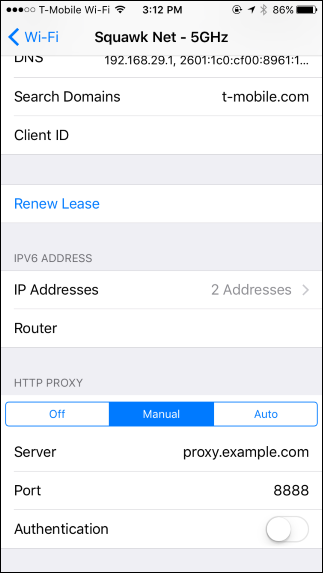 T-Mobile Wi-Fi 3:12 PM 86%
Wi-Fi Squawk Net - 5GHz
DNS 192.168.29.1, 2601:1c0:cf00:8961:1...
Search Domains t-mobile.com
Client ID
Renew Lease
IPV6 ADDRESS
IP Addresses 2 Addresses
Router
HTTP PROXY
Off Manual Auto
Server proxy.example.com
Port 8888
Authentication